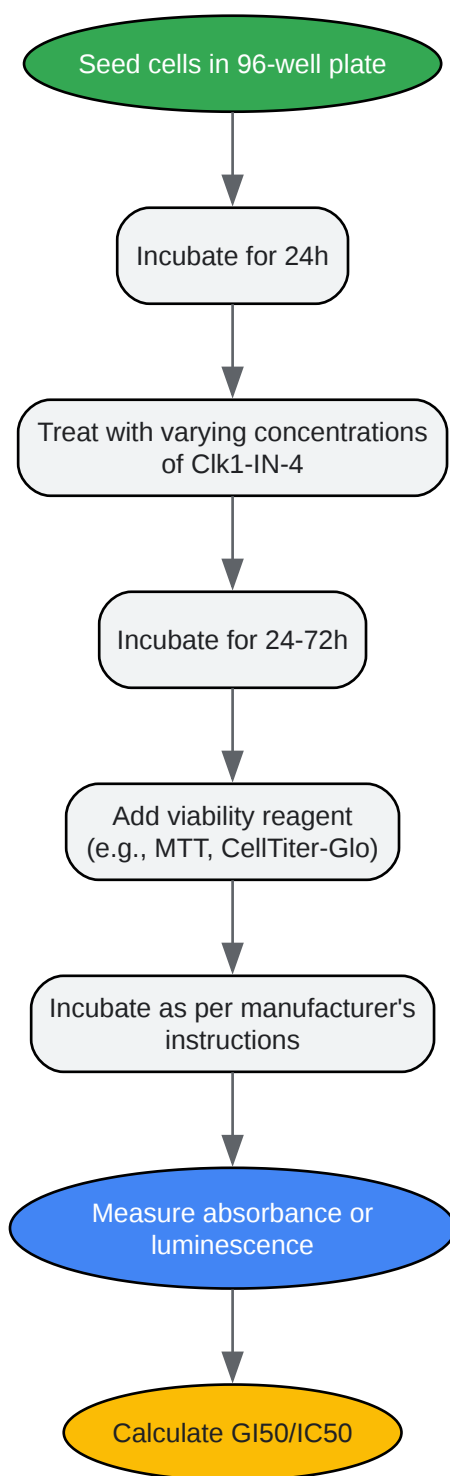 Seed cells in 96-well plate
Incubate for 24h
Treat with varying concentrations
of Clk1-IN-4
Incubate for 24-72h
Add viability reagent
(e.g., MTT, CellTiter-Glo)
Incubate as per manufacturer's
instructions
Measure absorbance or
luminescence
Calculate GI50/IC50